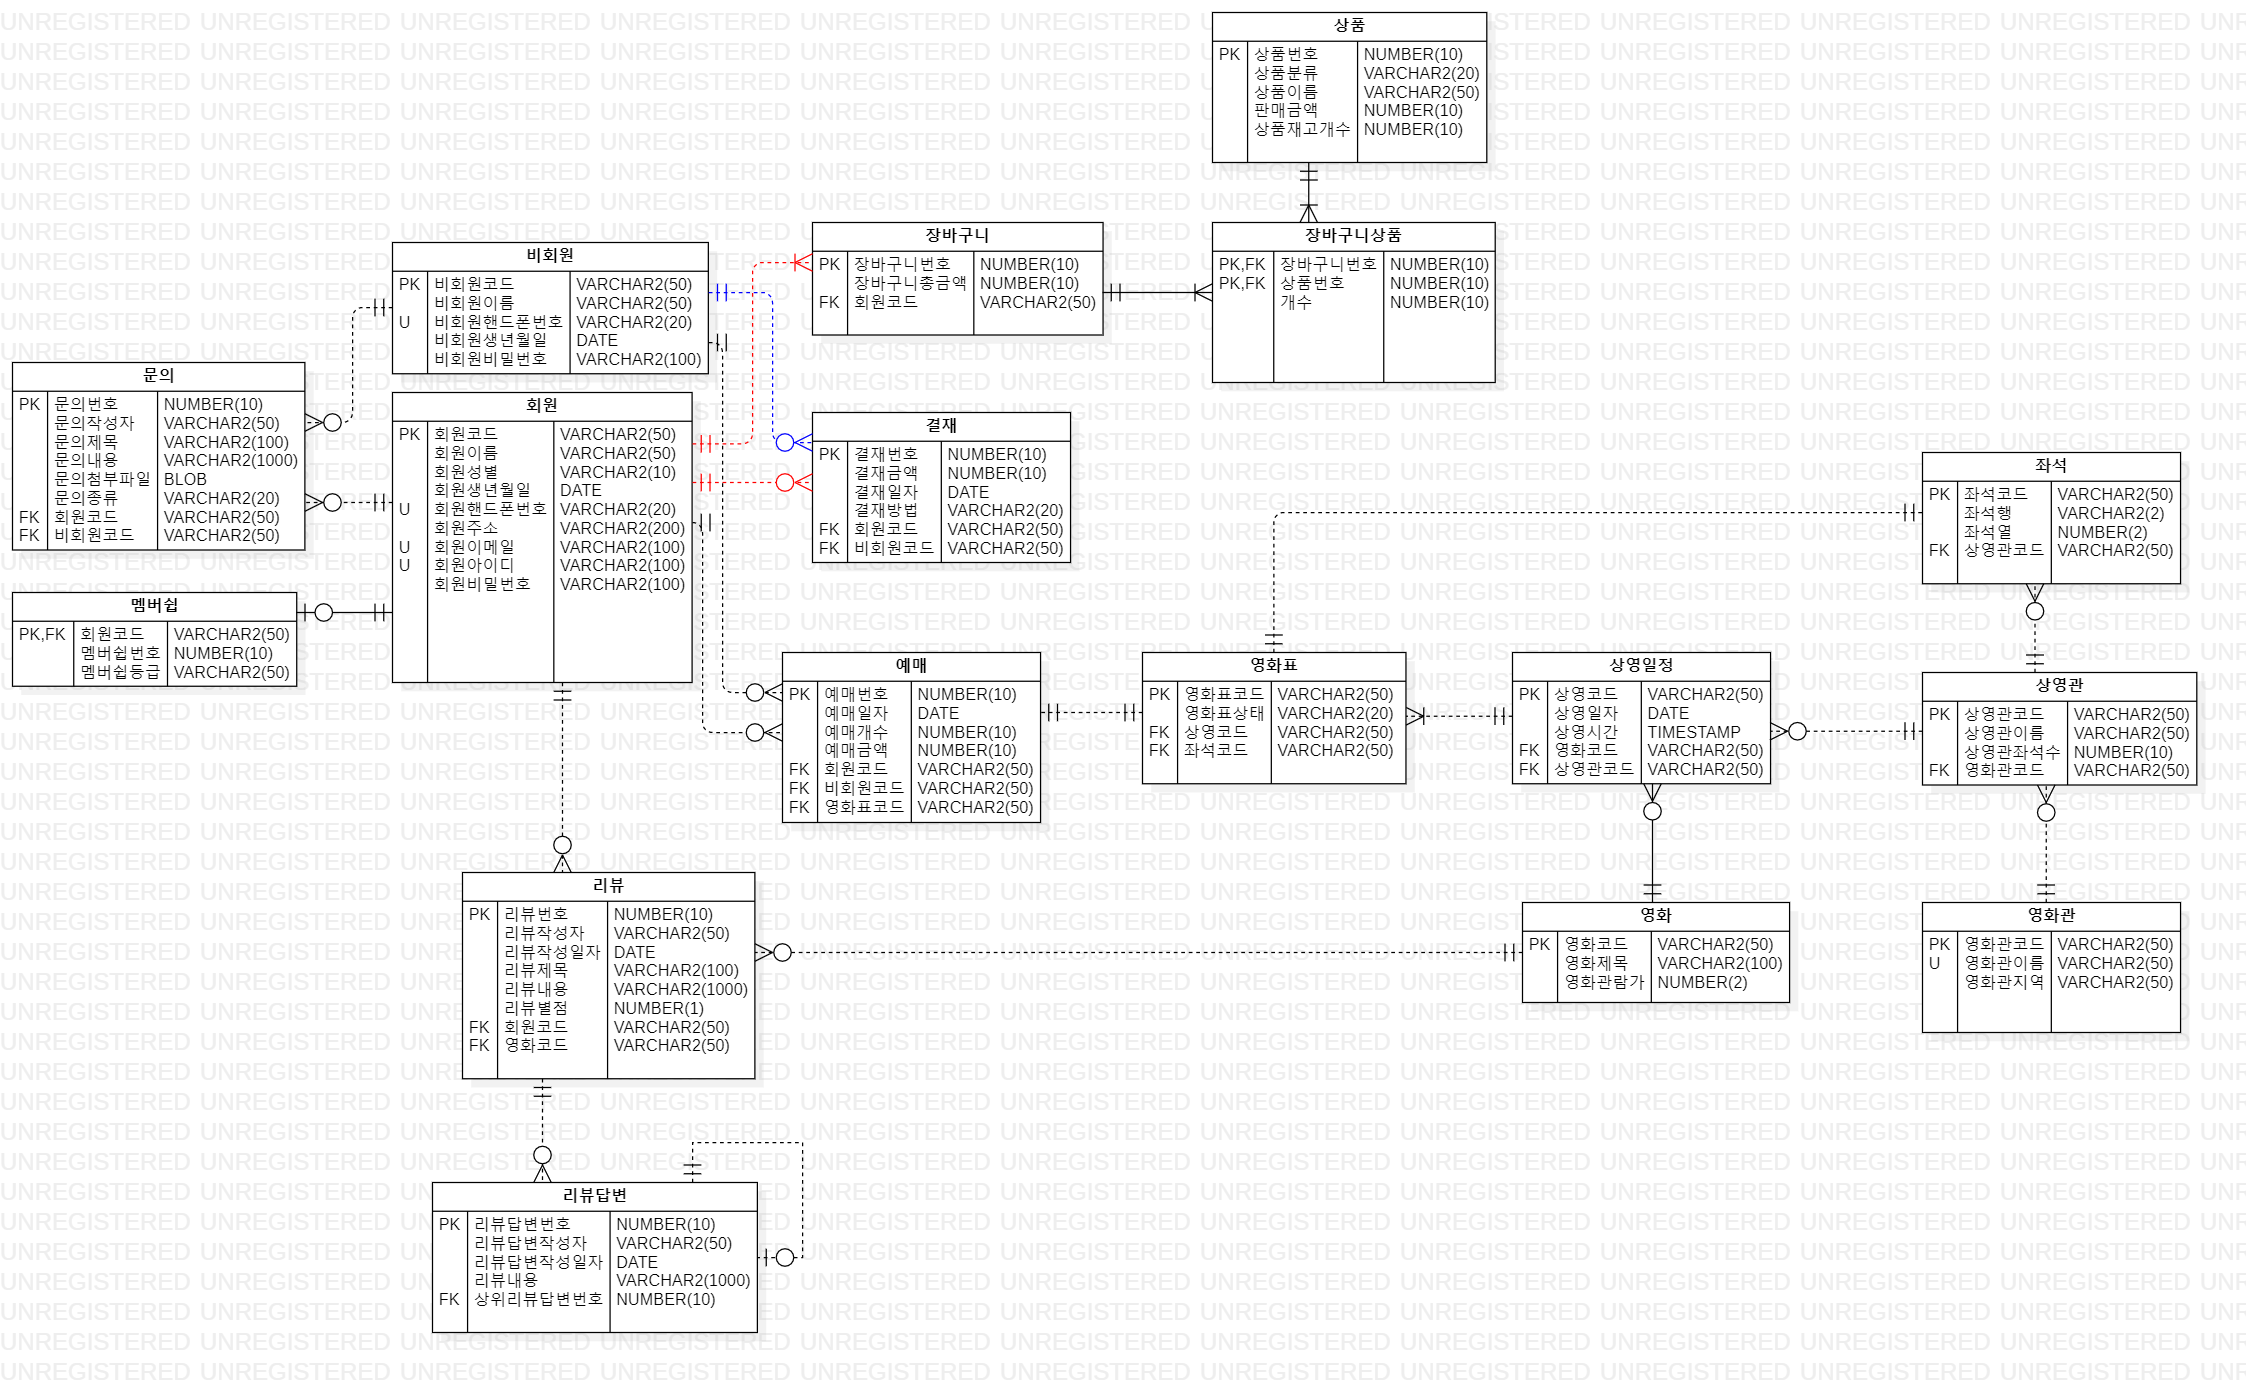 상품
PK 상품번호 NUMBER(10)
상품분류 VARCHAR2(20)
상품이름 VARCHAR2(50)
판매금액 NUMBER(10)
상품재고개수 NUMBER(10)
장바구니
PK 장바구니번호 NUMBER(10)
장바구니총금액 NUMBER(10)
FK 회원코드 VARCHAR2(50)
장바구니상품
PK,FK 장바구니번호 NUMBER(10)
PK,FK 상품번호 NUMBER(10)
개수 NUMBER(10)
비회원
PK 비회원코드 VARCHAR2(50)
비회원이름 VARCHAR2(50)
U 비회원핸드폰번호 VARCHAR2(20)
비회원생년월일 DATE
비회원비밀번호 VARCHAR2(100)
문의
PK 문의번호 NUMBER(10)
문의작성자 VARCHAR2(50)
문의제목 VARCHAR2(100)
문의내용 VARCHAR2(1000)
문의첨부파일 BLOB
문의종류 VARCHAR2(20)
FK 회원코드 VARCHAR2(50)
FK 비회원코드 VARCHAR2(50)
회원
PK 회원코드 VARCHAR2(50)
회원이름 VARCHAR2(50)
회원성별 VARCHAR2(10)
회원생년월일 DATE
U 회원핸드폰번호 VARCHAR2(20)
회원주소 VARCHAR2(200)
U 회원이메일 VARCHAR2(100)
U 회원아이디 VARCHAR2(100)
회원비밀번호 VARCHAR2(100)
결재
PK 결재번호 NUMBER(10)
결재금액 NUMBER(10)
결재일자 DATE
결재방법 VARCHAR2(20)
FK 회원코드 VARCHAR2(50)
FK 비회원코드 VARCHAR2(50)
좌석
PK 좌석코드 VARCHAR2(50)
좌석행 VARCHAR2(2)
좌석열 NUMBER(2)
FK 상영관코드 VARCHAR2(50)
멤버쉽
PK,FK 회원코드 VARCHAR2(50)
멤버쉽번호 NUMBER(10)
멤버쉽등급 VARCHAR2(50)
예매
PK 예매번호 NUMBER(10)
예매일자 DATE
예매개수 NUMBER(10)
예매금액 NUMBER(10)
FK 회원코드 VARCHAR2(50)
FK 비회원코드 VARCHAR2(50)
FK 영화표코드 VARCHAR2(50)
영화표
PK 영화표코드 VARCHAR2(50)
영화표상태 VARCHAR2(20)
FK 상영코드 VARCHAR2(50)
FK 좌석코드 VARCHAR2(50)
상영일정
PK 상영코드 VARCHAR2(50)
상영일자 DATE
상영시간 TIMESTAMP
FK 영화코드 VARCHAR2(50)
FK 상영관코드 VARCHAR2(50)
상영관
PK 상영관코드 VARCHAR2(50)
상영관이름 VARCHAR2(50)
상영관좌석수 NUMBER(10)
FK 영화관코드 VARCHAR2(50)
리뷰
PK 리뷰번호 NUMBER(10)
리뷰작성자 VARCHAR2(50)
리뷰작성일자 DATE
리뷰제목 VARCHAR2(100)
리뷰내용 VARCHAR2(1000)
리뷰별점 NUMBER(1)
FK 회원코드 VARCHAR2(50)
FK 영화코드 VARCHAR2(50)
영화
PK 영화코드 VARCHAR2(50)
영화제목 VARCHAR2(100)
영화관람가 NUMBER(2)
영화관
PK 영화관코드 VARCHAR2(50)
U 영화관이름 VARCHAR2(50)
영화관지역 VARCHAR2(50)
리뷰답변
PK 리뷰답변번호 NUMBER(10)
리뷰답변작성자 VARCHAR2(50)
리뷰답변작성일자 DATE
리뷰내용 VARCHAR2(1000)
FK 상위리뷰답변번호 NUMBER(10)
UNREGISTERED